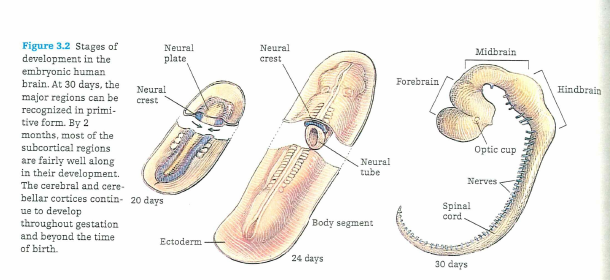 Figure 3.2 Stages of
development in the
embryonic human
brain. At 30 days, the
major regions can be
recognized in primi-
tive form. By 2
months, most of the
subcortical regions
are fairly well along
in their development.
The cerebral and cere-
bellar cortices contin-
ue to develop
throughout gestation
and beyond the time
of birth.
Neural
plate
Neural
crest
20 days
Neural
crest
Neural
tube
Body segment
Ectoderm
24 days
Midbrain
Forebrain
Hindbrain
Optic cup
Nerves
Spinal
cord
30 days